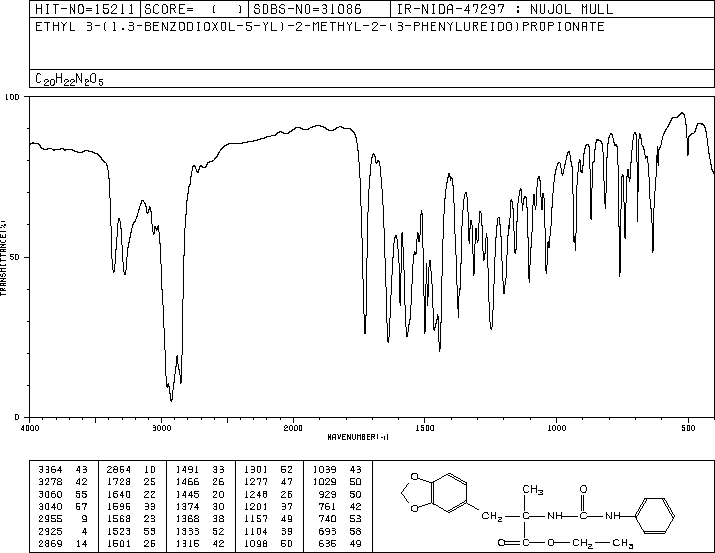 HIT-NO=15211 SCORE= ( ) SDBS-NO=31086 IR-NIDA-47297 : NUJOL MULL
ETHYL 3-(1,3-BENZODIOXOL-5-YL)-2-METHYL-2-(3-PHENYLUREIDO)PROPIONATE
C20H22N2O5
100
50
0
TRANSMITTANCE(%)
4000 3000 2000 1500 1000 500
WAVENUMBER(-1)
3364 43 2854 10 1491 33 1301 52 1039 43
3278 42 1728 25 1466 26 1277 47 1029 50
3060 55 1640 22 1445 20 1248 26 929 50
3040 57 1596 33 1374 30 1201 37 761 42
2955 9 1568 23 1368 38 1157 49 740 53
2925 4 1523 55 1333 52 1104 39 693 58
2869 14 1501 25 1315 42 1098 50 635 49
O
O
CH2
CH3
C
NH
O
C
NH
C
O
O
CH2
CH3